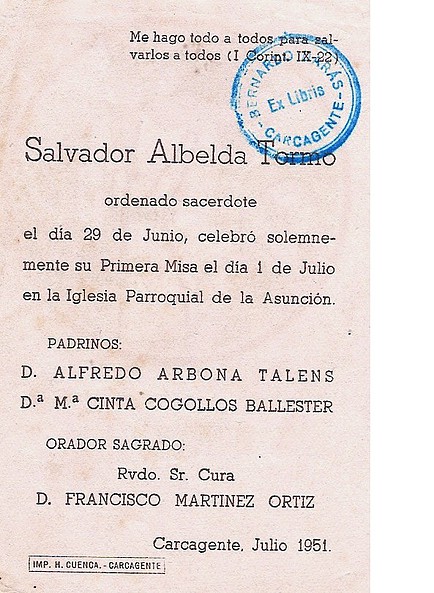 Me hago todo a todos para sal-
varlos a todos (I Corint. IX-22)
BERNARDO DARÁS
Ex Libris
- CARCAGENTE -
Salvador Albelda Tormo
ordenado sacerdote
el día 29 de Junio, celebró solemne-
mente su Primera Misa el día 1 de Julio
en la Iglesia Parroquial de la Asunción.
PADRINOS:
D. ALFREDO ARBONA TALENS
D.ª M.ª CINTA COGOLLOS BALLESTER
ORADOR SAGRADO:
Rvdo. Sr. Cura
D. FRANCISCO MARTINEZ ORTIZ
Carcagente, Julio 1951.
IMP. H. CUENCA. - CARCAGENTE